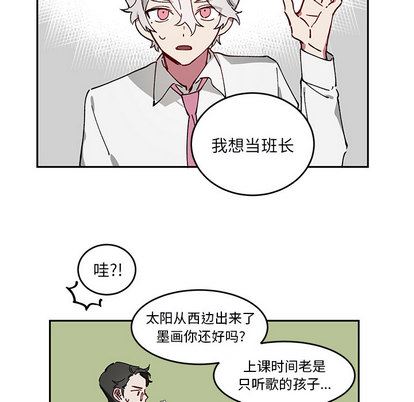 我想当班长
哇?!
太阳从西边出来了
墨画你还好吗?
上课时间老是
只听歌的孩子...